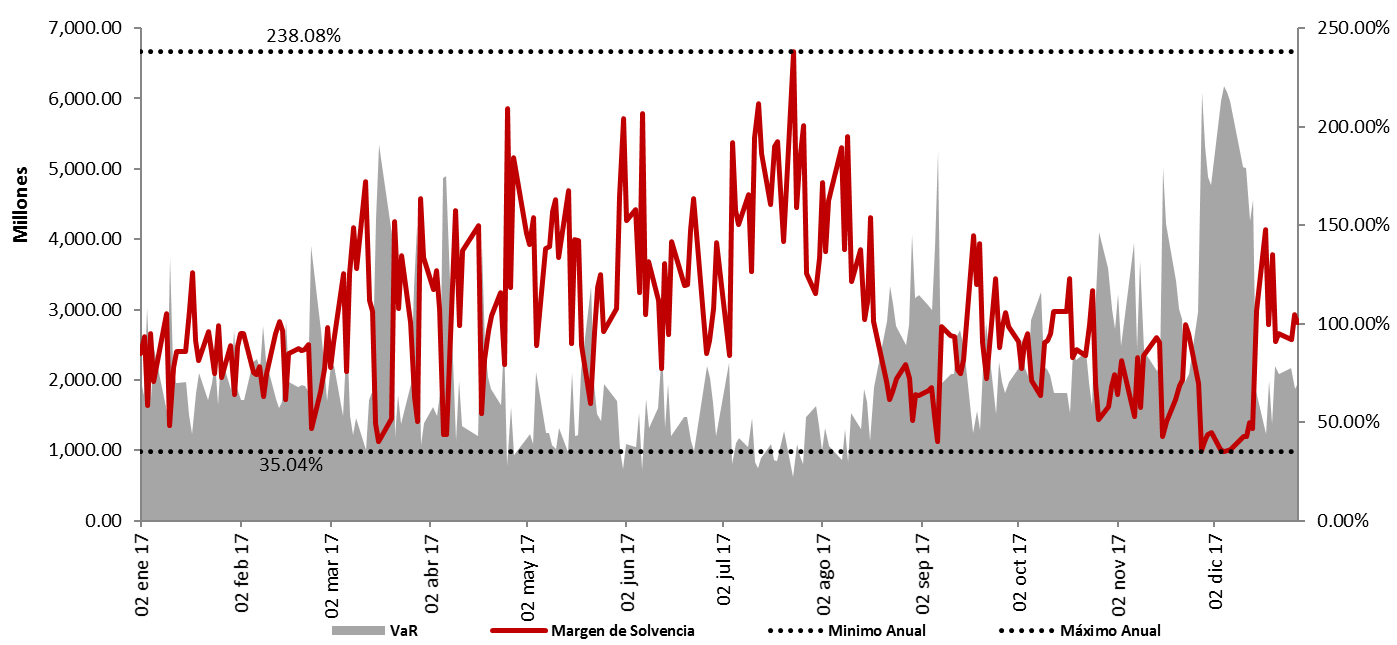 7,000.00
6,000.00
5,000.00
4,000.00
3,000.00
2,000.00
1,000.00
0.00
Millones
238.08%
35.04%
250.00%
200.00%
150.00%
100.00%
50.00%
0.00%
02 ene 17
02 feb 17
02 mar 17
02 abr 17
02 may 17
02 jun 17
02 jul 17
02 ago 17
02 sep 17
02 oct 17
02 nov 17
02 dic 17
VaR
Margen de Solvencia
Minimo Anual
Máximo Anual